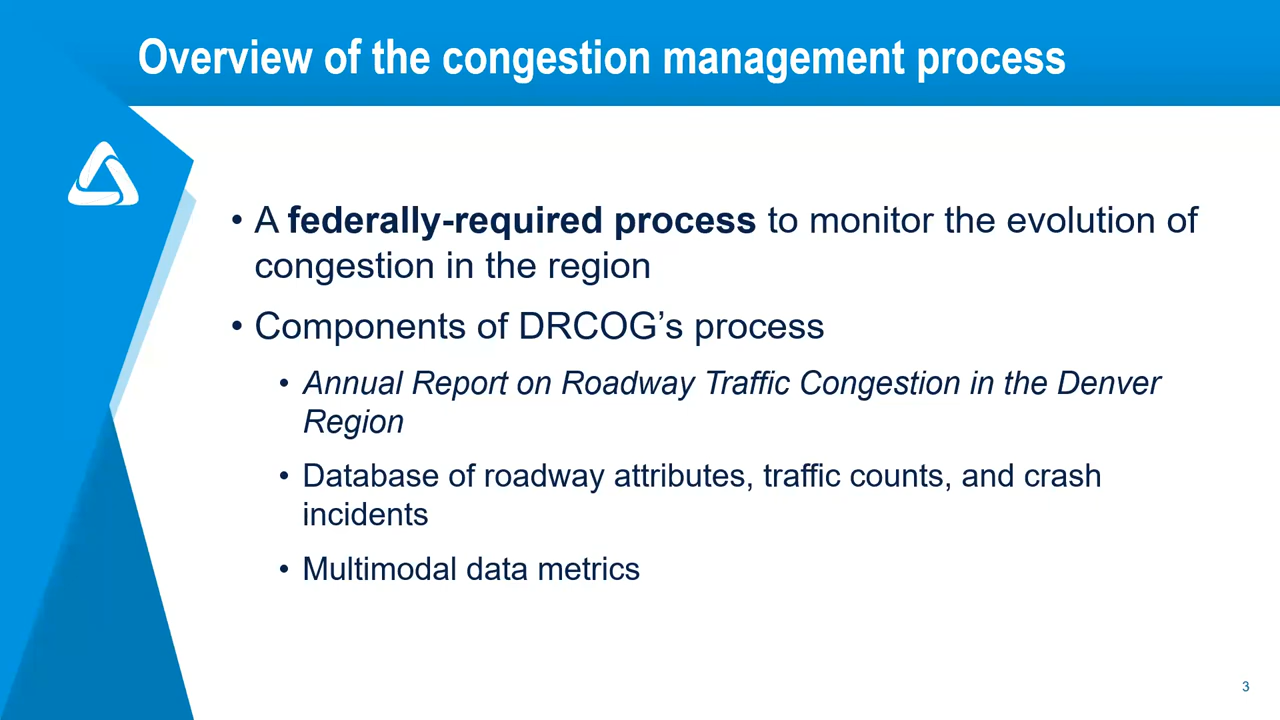 Overview of the congestion management process
• A federally-required process to monitor the evolution of
congestion in the region
• Components of DRCOG’s process
• Annual Report on Roadway Traffic Congestion in the Denver
Region
• Database of roadway attributes, traffic counts, and crash
incidents
• Multimodal data metrics
3